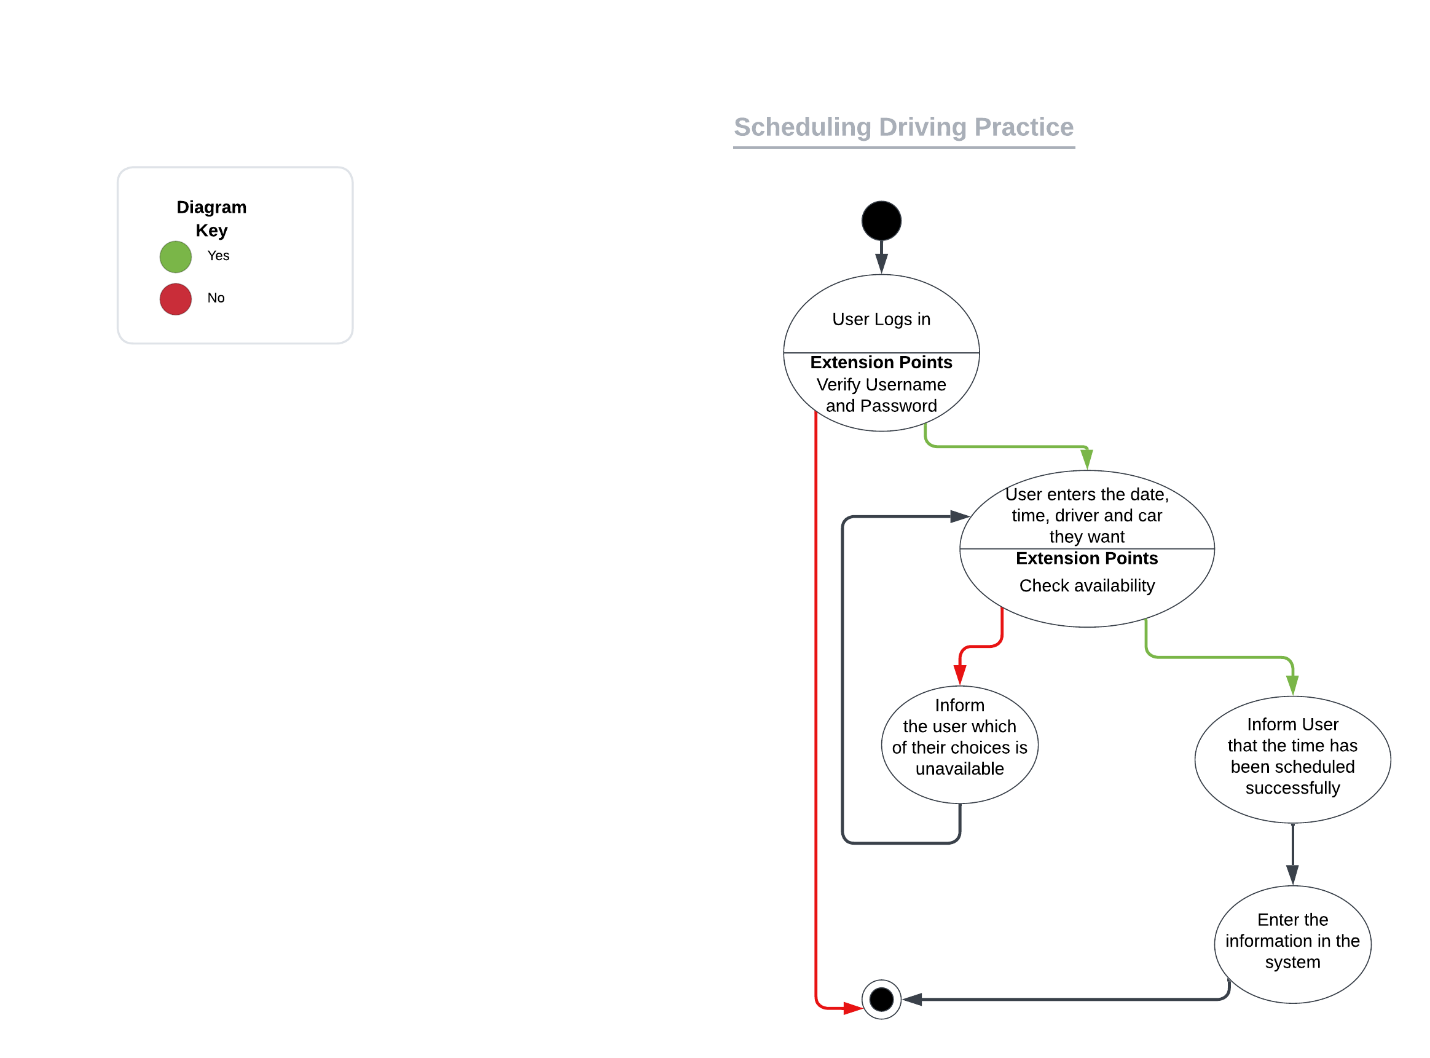 Scheduling Driving Practice
Diagram
Key
Yes
No
User Logs in
Extension Points
Verify Username
and Password
User enters the date,
time, driver and car
they want
Extension Points
Check availability
Inform
the user which
of their choices is
unavailable
Inform User
that the time has
been scheduled
successfully
Enter the
information in the
system